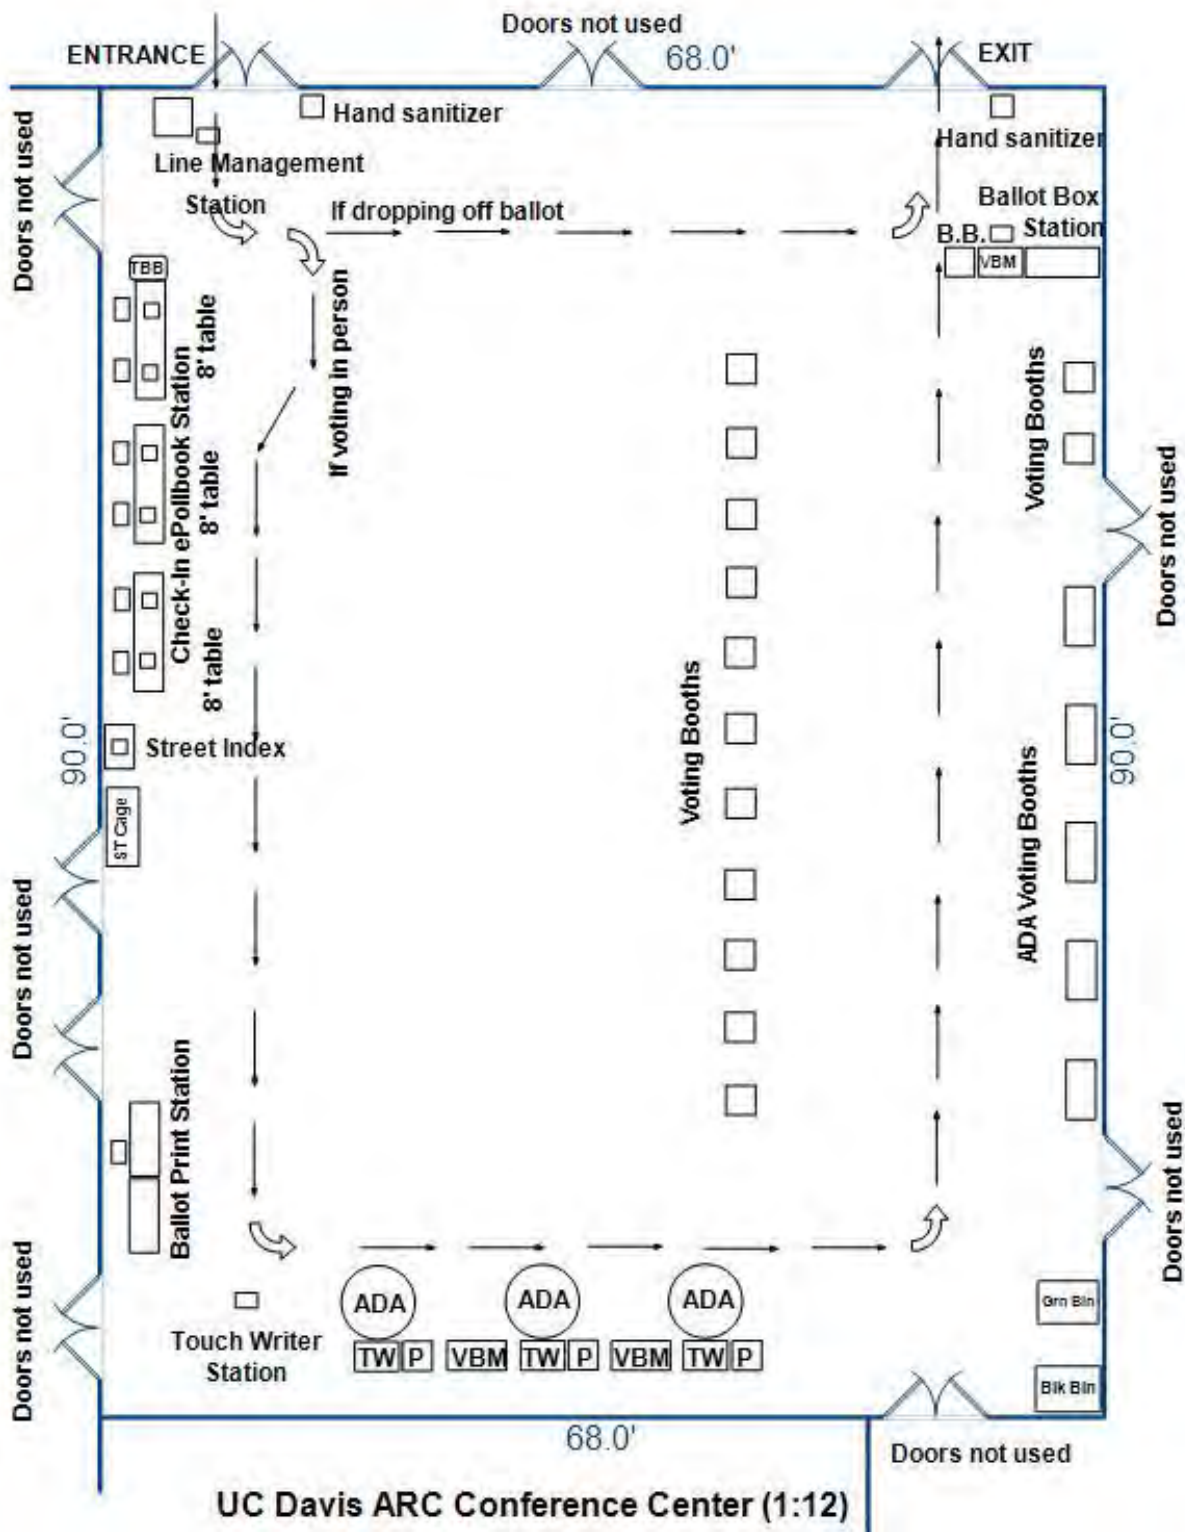 Doors not used
ENTRANCE
68.0'
EXIT
Hand sanitizer
Hand sanitizer
Line Management
Station
Doors not used
If dropping off ballot
Ballot Box
Station
B.B.
VBM
TBB
8' table
If voting in person
Check-In ePollbook Station
8' table
8' table
Voting Booths
Doors not used
Voting Booths
90.0'
Street Index
ST Cage
ADA Voting Booths
90.0'
Doors not used
Ballot Print Station
Doors not used
Doors not used
ADA
ADA
ADA
Grn Bin
Touch Writer
Station
TW
P
VBM
TW
P
VBM
TW
P
Blk Bin
68.0'
Doors not used
UC Davis ARC Conference Center (1:12)